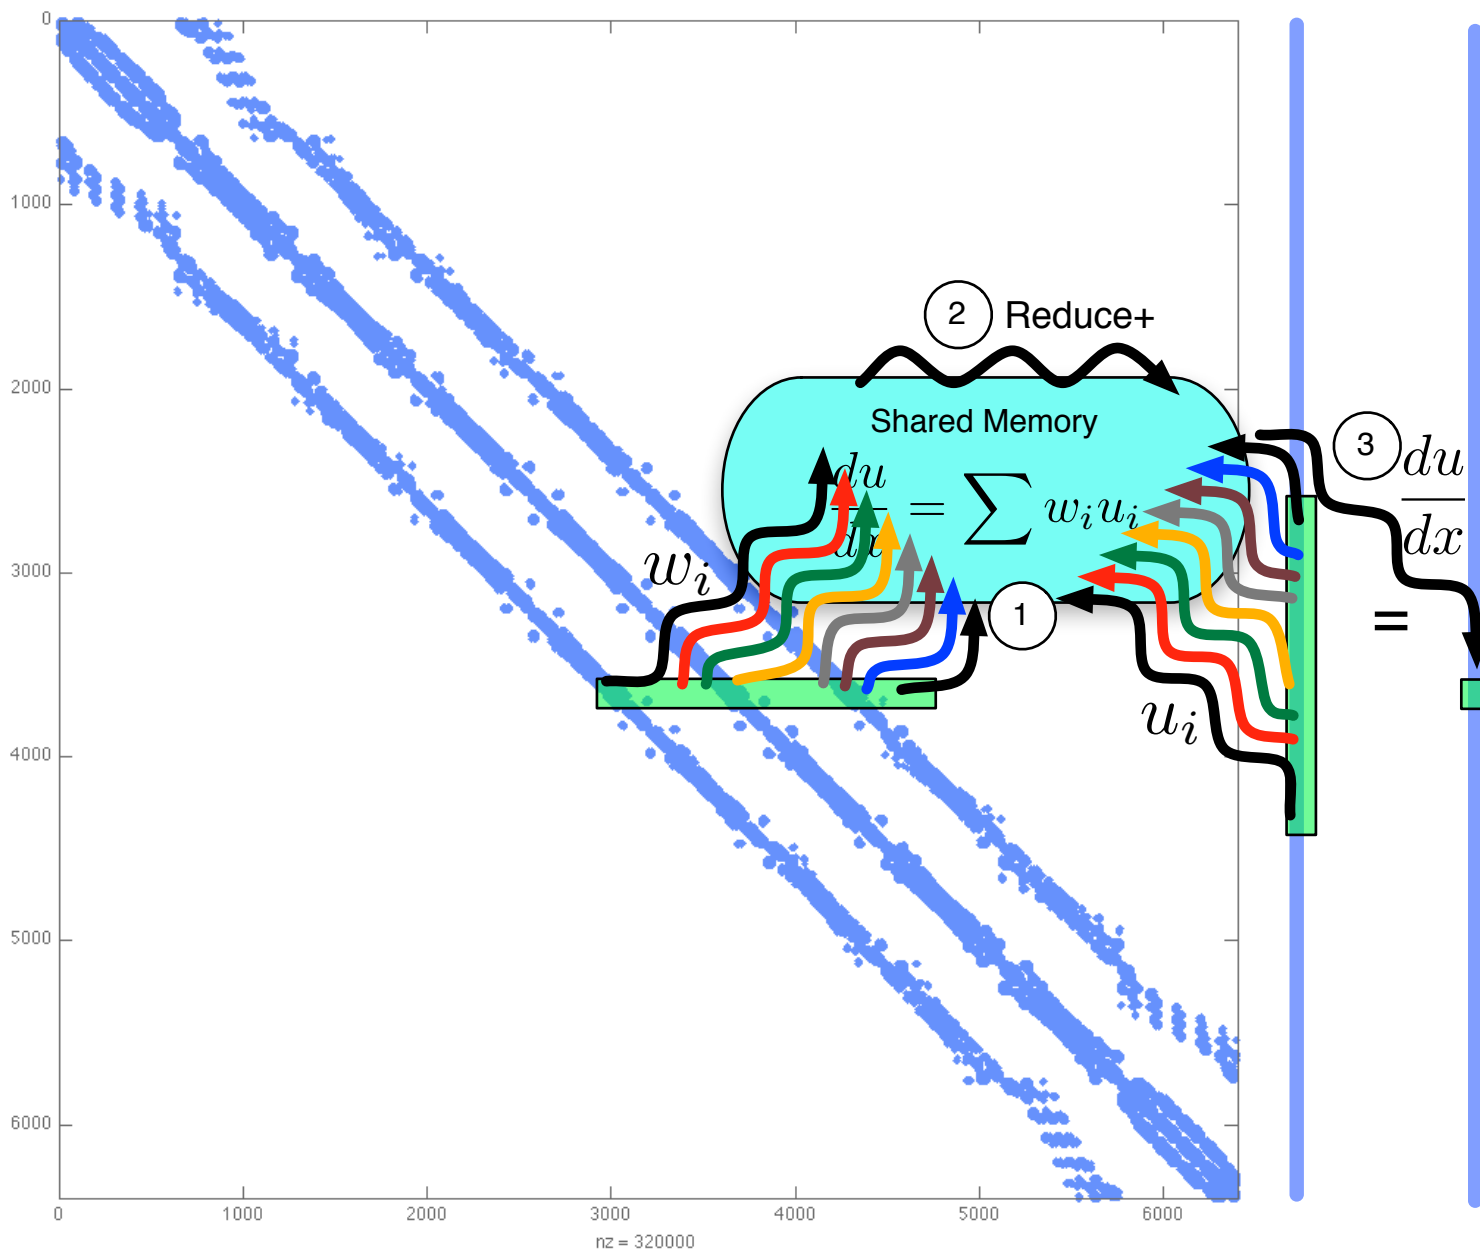 0
1000
2000
3000
4000
5000
6000
2 Reduce+
Shared Memory
du/dx = ∑ w_i u_i
w_i
1
u_i
3
du/dx
=
0 1000 2000 3000 4000 5000 6000
nz = 320000